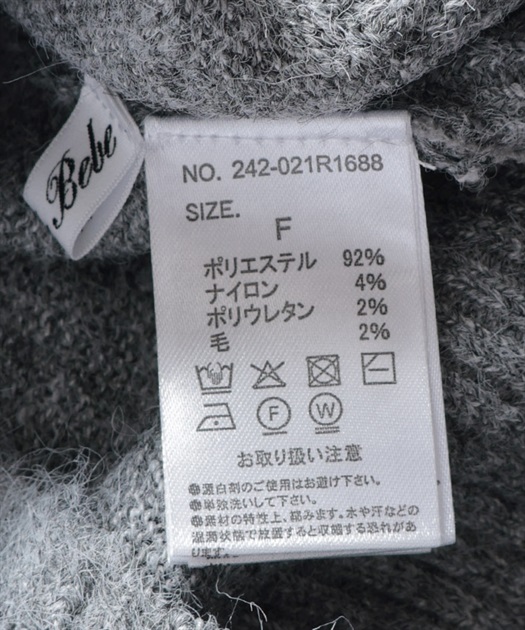 Bebe
NO. 242-021R1688
SIZE.
F
ポリエステル 92%
ナイロン 4%
ポリウレタン 2%
毛 2%
F W
お取り扱い注意
●漂白剤のご使用はお避け下さい。
●単独洗いして下さい。
●素材の特性上、縮みます。水や汗などの
湿潤状態で放置すると収縮する恐れがあ
ります。